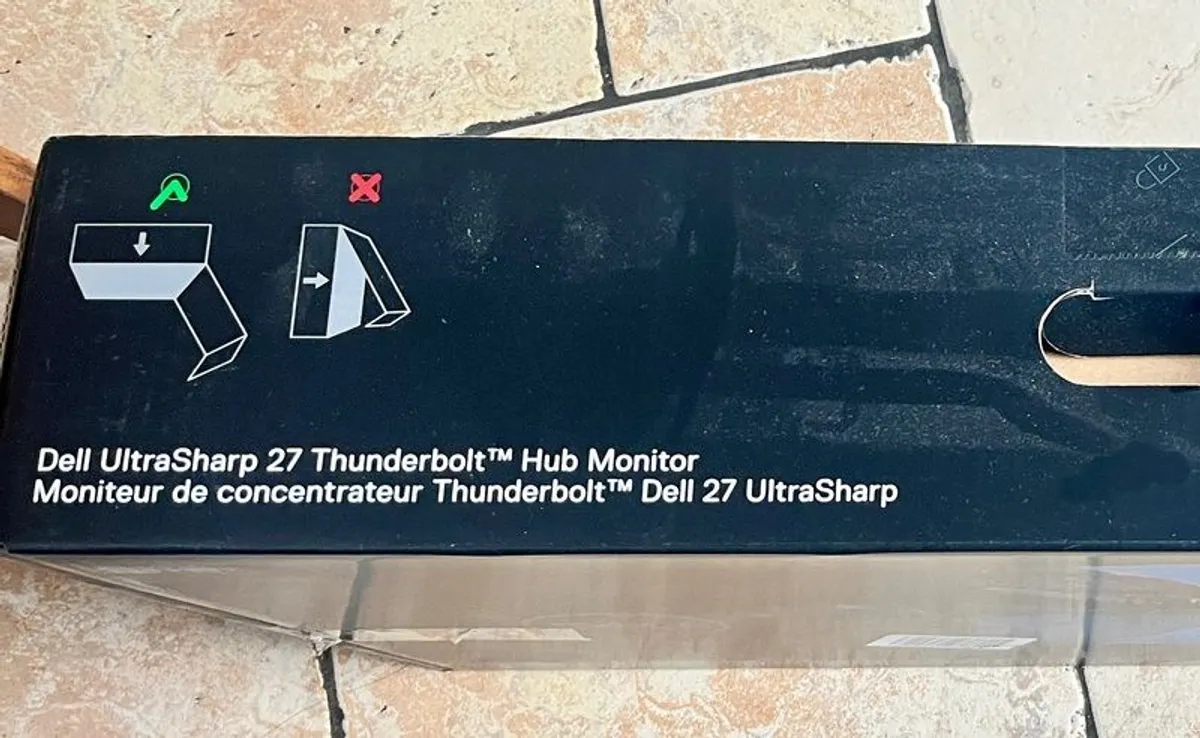 Dell UltraSharp 27 Thunderbolt™ Hub Monitor
Moniteur de concentrateur Thunderbolt™ Dell 27 UltraSharp